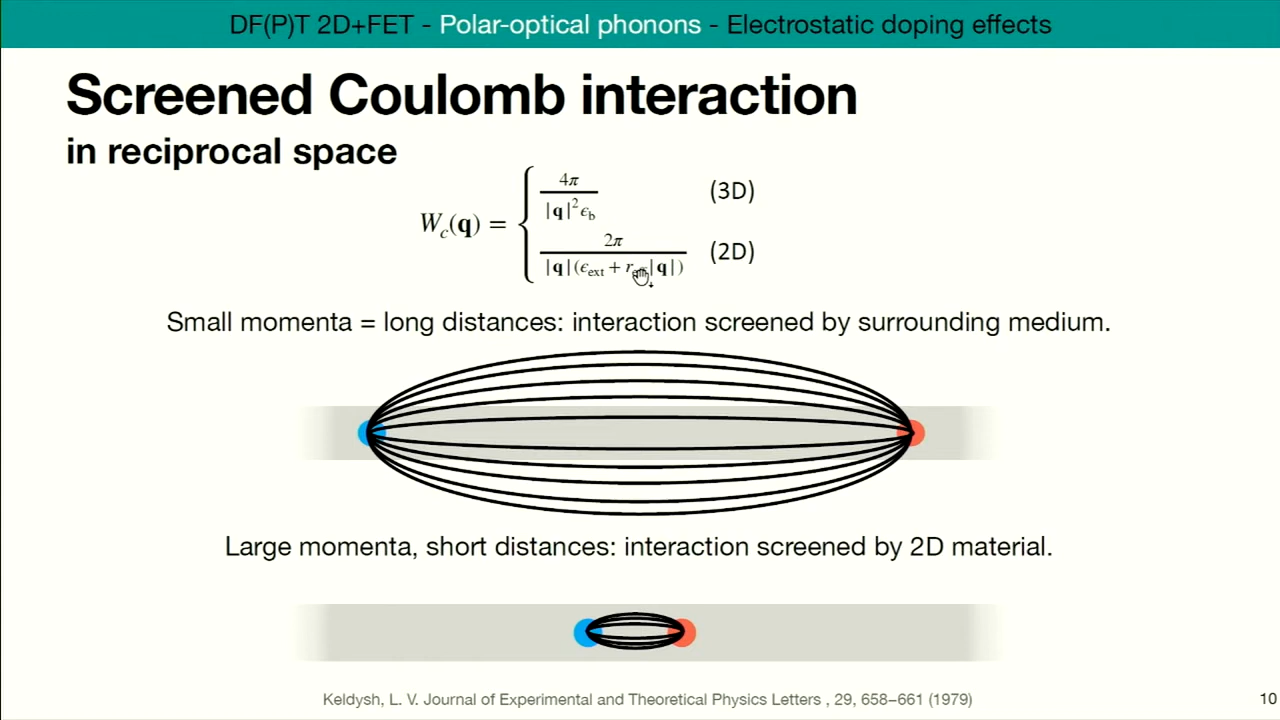 DF(P)T 2D+FET - Polar-optical phonons - Electrostatic doping effects
Screened Coulomb interaction
in reciprocal space
W_c(𝐪) = { 4π / |𝐪|²ϵ_b (3D)
2π / |𝐪|(ϵ_ext + r |𝐪|) (2D)
Small momenta = long distances: interaction screened by surrounding medium.
Large momenta, short distances: interaction screened by 2D material.
Keldysh, L. V. Journal of Experimental and Theoretical Physics Letters , 29, 658–661 (1979)
10